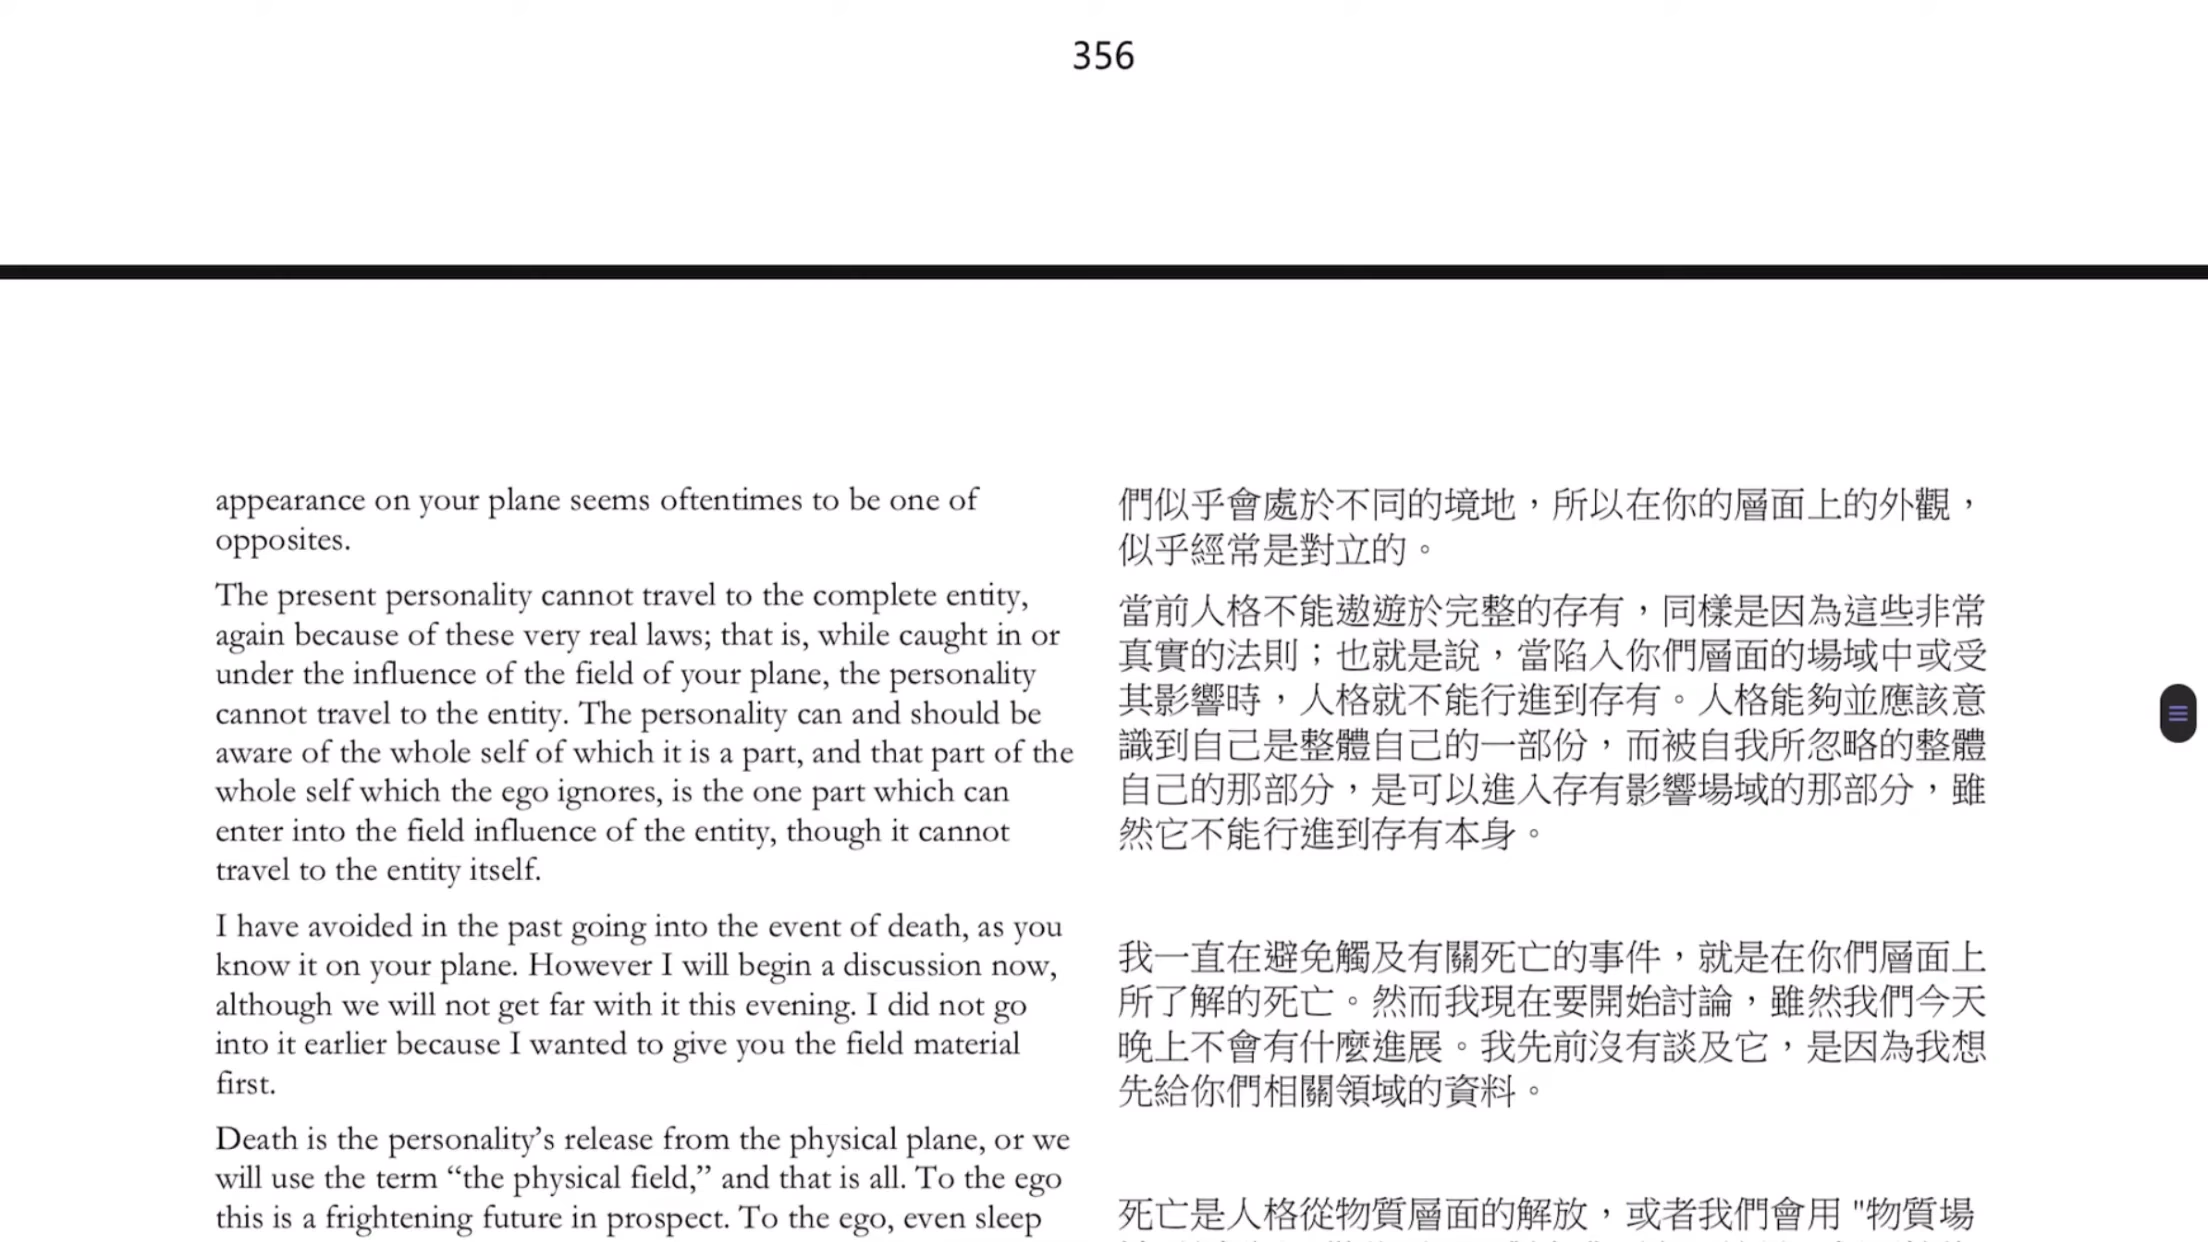 356
appearance on your plane seems oftentimes to be one of
opposites.
The present personality cannot travel to the complete entity,
again because of these very real laws; that is, while caught in or
under the influence of the field of your plane, the personality
cannot travel to the entity. The personality can and should be
aware of the whole self of which it is a part, and that part of the
whole self which the ego ignores, is the one part which can
enter into the field influence of the entity, though it cannot
travel to the entity itself.
I have avoided in the past going into the event of death, as you
know it on your plane. However I will begin a discussion now,
although we will not get far with it this evening. I did not go
into it earlier because I wanted to give you the field material
first.
Death is the personality’s release from the physical plane, or we
will use the term “the physical field,” and that is all. To the ego
this is a frightening future in prospect. To the ego, even sleep
們似乎會處於不同的境地，所以在你的層面上的外觀，
似乎經常是對立的。
當前人格不能遨遊於完整的存有，同樣是因為這些非常
真實的法則；也就是說，當陷入你們層面的場域中或受
其影響時，人格就不能行進到存有。人格能夠並應該意
識到自己是整體自己的一部份，而被自我所忽略的整體
自己的那部分，是可以進入存有影響場域的那部分，雖
然它不能行進到存有本身。
我一直在避免觸及有關死亡的事件，就是在你們層面上
所了解的死亡。然而我現在要開始討論，雖然我們今天
晚上不會有什麼進展。我先前沒有談及它，是因為我想
先給你們相關領域的資料。
死亡是人格從物質層面的解放，或者我們會用 "物質場